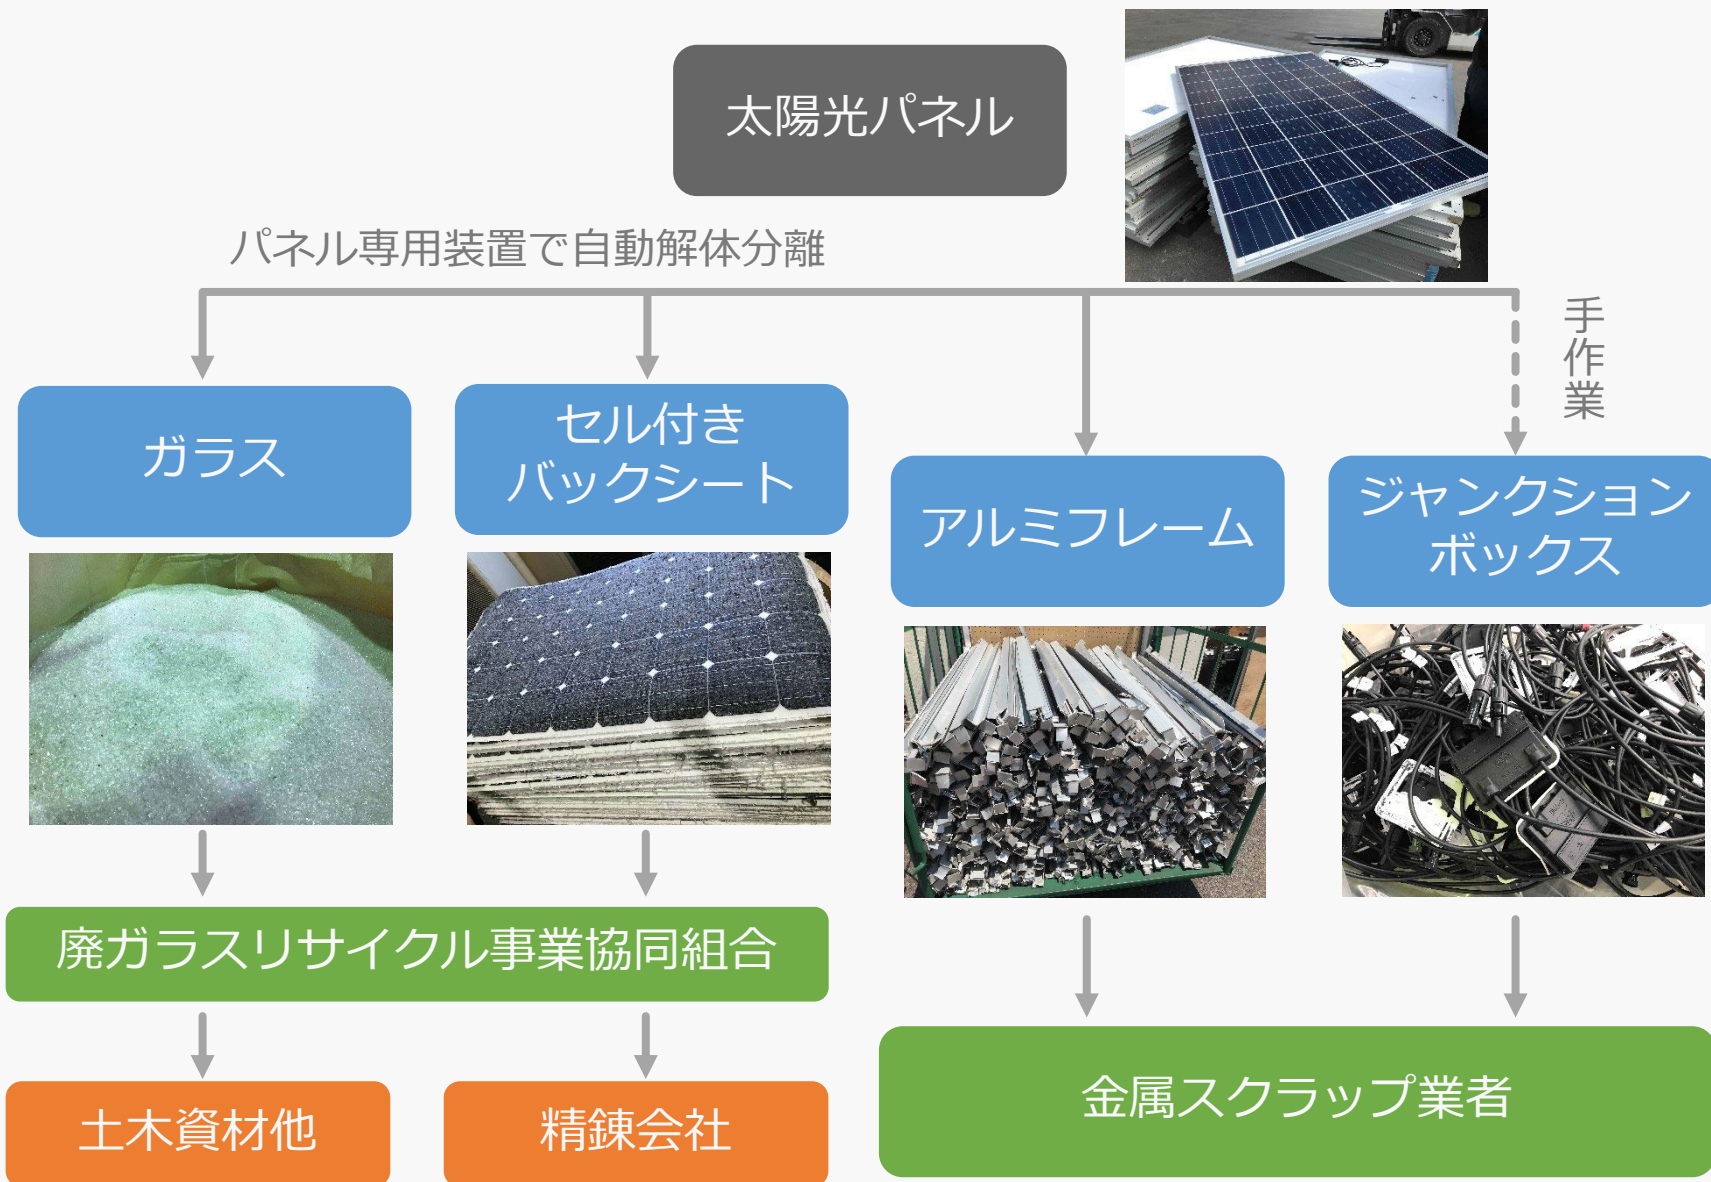 太陽光パネル
パネル専用装置で自動解体分離
手作業
ガラス
セル付き
バックシート
アルミフレーム
ジャンクション
ボックス
廃ガラスリサイクル事業協同組合
土木資材他
精錬会社
金属スクラップ業者